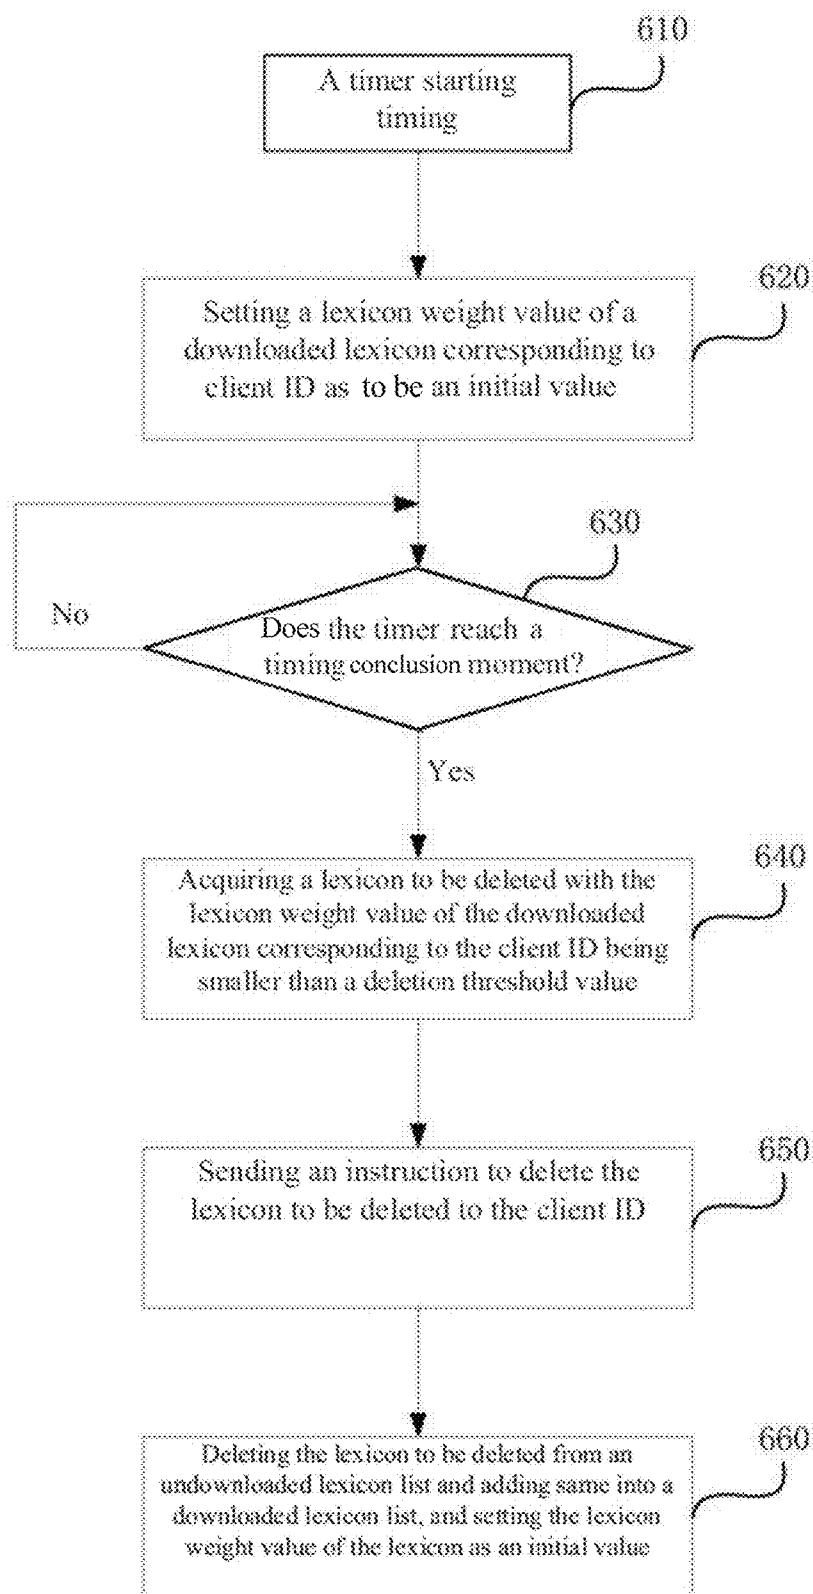 610
A timer starting
timing
620
Setting a lexicon weight value of a
downloaded lexicon corresponding to
client ID as to be an initial value
630
No
Does the timer reach a
timing conclusion moment?
Yes
640
Acquiring a lexicon to be deleted with the
lexicon weight value of the downloaded
lexicon corresponding to the client ID being
smaller than a deletion threshold value
650
Sending an instruction to delete the
lexicon to be deleted to the client ID
660
Deleting the lexicon to be deleted from an
undownloaded lexicon list and adding same into a
downloaded lexicon list, and setting the lexicon
weight value of the lexicon as an initial value